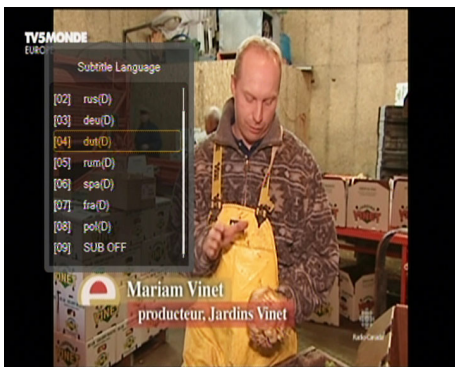 TV5MONDE
EUROPE
Subtitle Language
[02] rus(D)
[03] deu(D)
[04] dut(D)
[05] rum(D)
[06] spa(D)
[07] fra(D)
[08] pol(D)
[09] SUB OFF
Mariam Vinet
producteur, Jardins Vinet
Radio-Canada